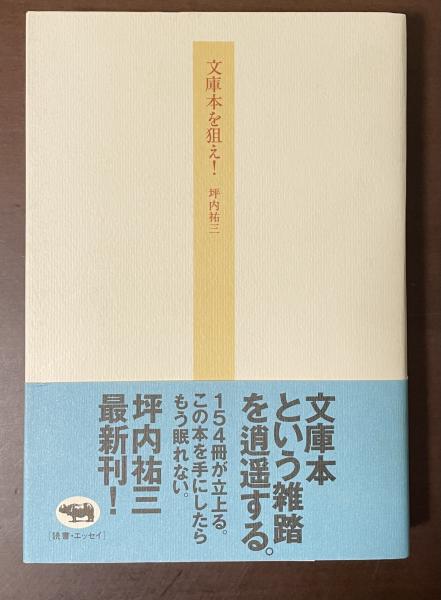 文庫本を狙え！
坪内祐三
文庫本
という雑踏
を逍遥する。
154冊が立上る。
この本を手にしたら
もう眠れない。
坪内祐三
最新刊！
［読書・エッセイ］